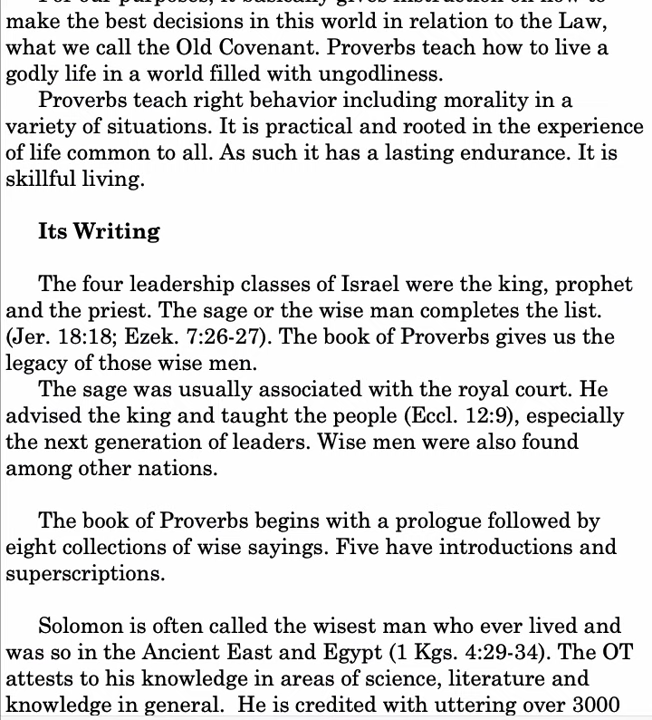 For our purposes, it basically gives instruction on how to
make the best decisions in this world in relation to the Law,
what we call the Old Covenant. Proverbs teach how to live a
godly life in a world filled with ungodliness.
Proverbs teach right behavior including morality in a
variety of situations. It is practical and rooted in the experience
of life common to all. As such it has a lasting endurance. It is
skillful living.
Its Writing
The four leadership classes of Israel were the king, prophet
and the priest. The sage or the wise man completes the list.
(Jer. 18:18; Ezek. 7:26-27). The book of Proverbs gives us the
legacy of those wise men.
The sage was usually associated with the royal court. He
advised the king and taught the people (Eccl. 12:9), especially
the next generation of leaders. Wise men were also found
among other nations.
The book of Proverbs begins with a prologue followed by
eight collections of wise sayings. Five have introductions and
superscriptions.
Solomon is often called the wisest man who ever lived and
was so in the Ancient East and Egypt (1 Kgs. 4:29-34). The OT
attests to his knowledge in areas of science, literature and
knowledge in general.  He is credited with uttering over 3000